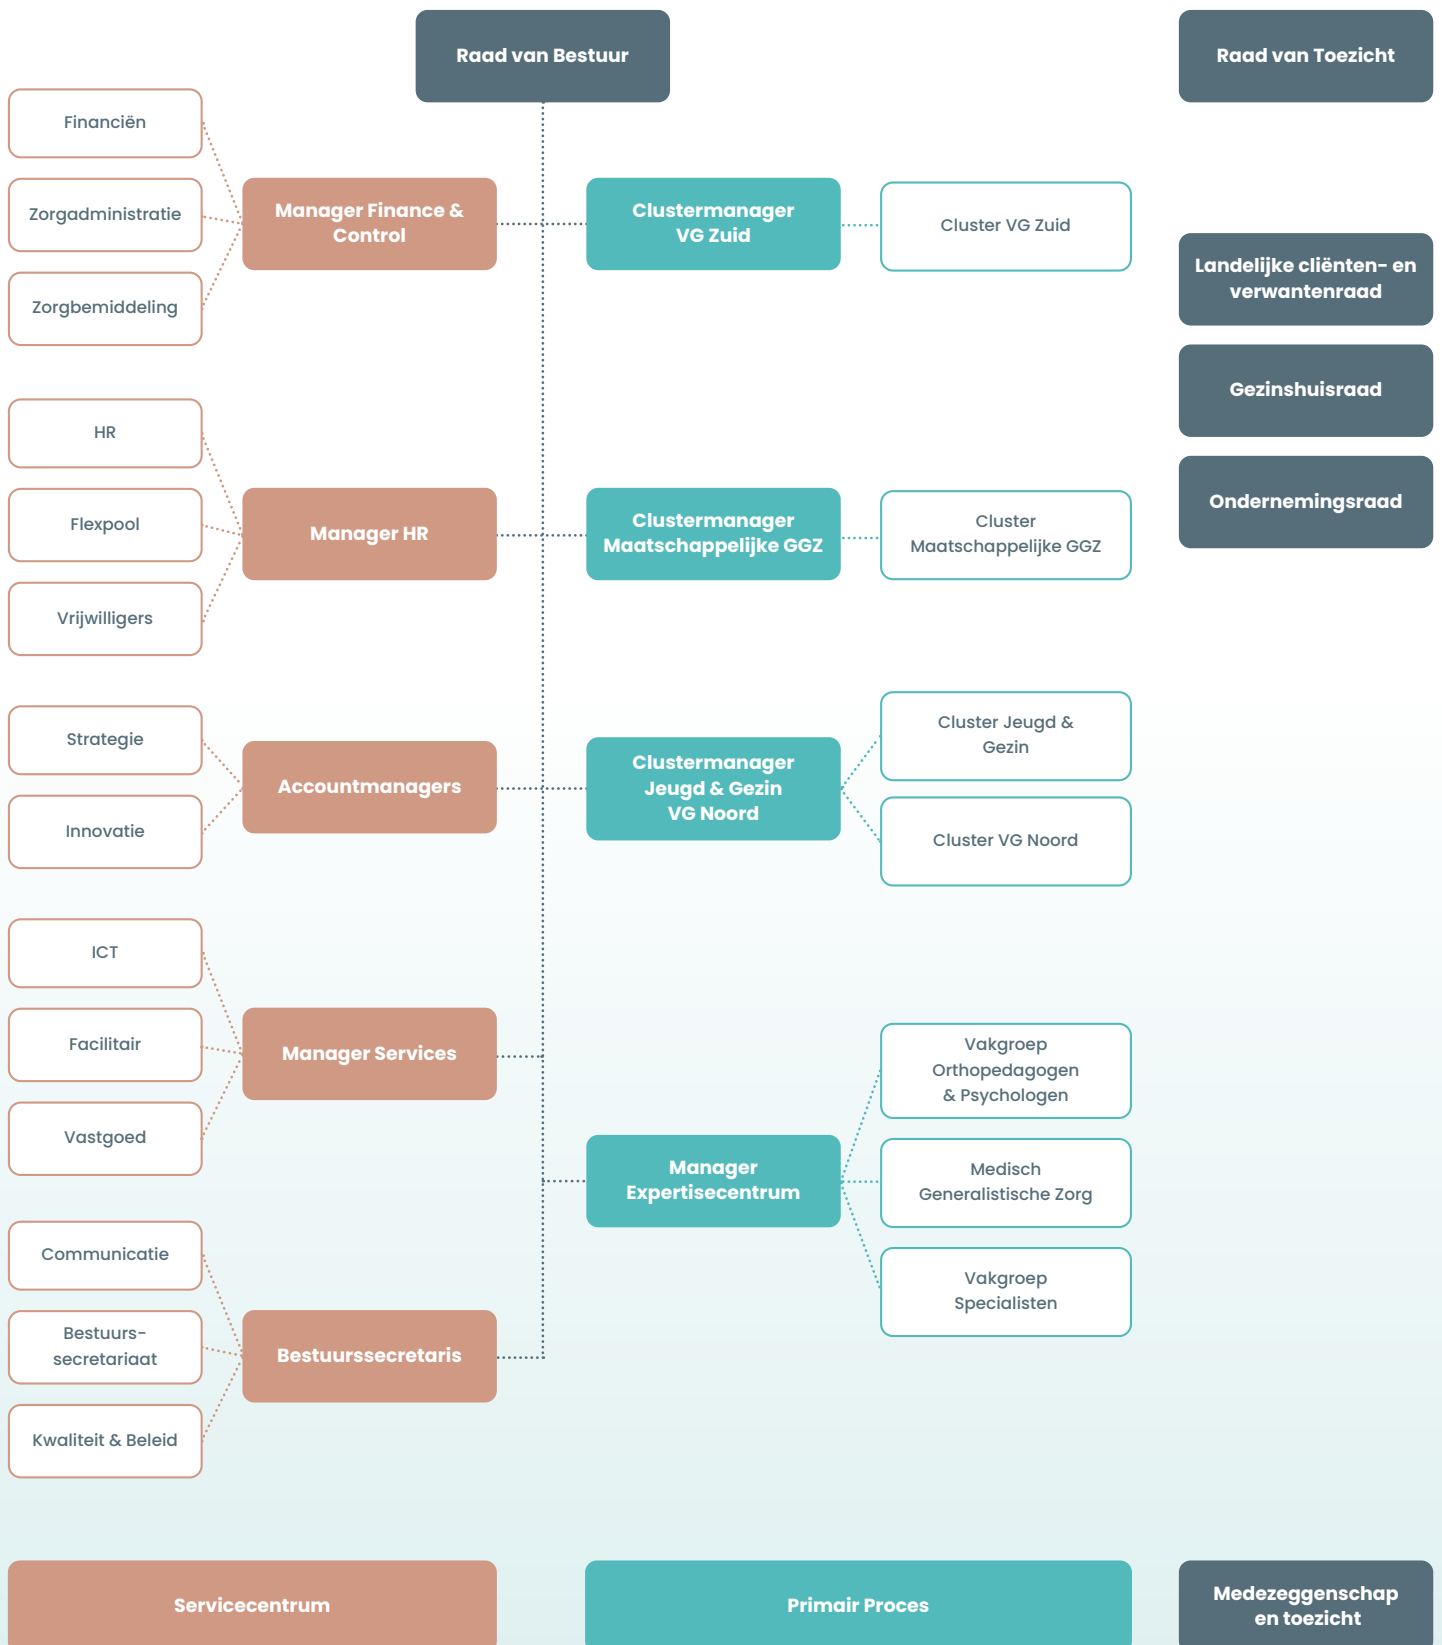 Raad van Bestuur
Raad van Toezicht
Financiën
Zorgadministratie
Zorgbemiddeling
Manager Finance &
Control
Clustermanager
VG Zuid
Cluster VG Zuid
Landelijke cliënten- en
verwantenraad
Gezinshuisraad
Ondernemingsraad
HR
Flexpool
Vrijwilligers
Manager HR
Clustermanager
Maatschappelijke GGZ
Cluster
Maatschappelijke GGZ
Strategie
Innovatie
Accountmanagers
Clustermanager
Jeugd & Gezin
VG Noord
Cluster Jeugd &
Gezin
Cluster VG Noord
ICT
Facilitair
Vastgoed
Manager Services
Manager
Expertisecentrum
Vakgroep
Orthopedagogen
& Psychologen
Medisch
Generalistische Zorg
Vakgroep
Specialisten
Communicatie
Bestuurs-
secretariaat
Kwaliteit & Beleid
Bestuurssecretaris
Servicecentrum
Primair Proces
Medezeggenschap
en toezicht